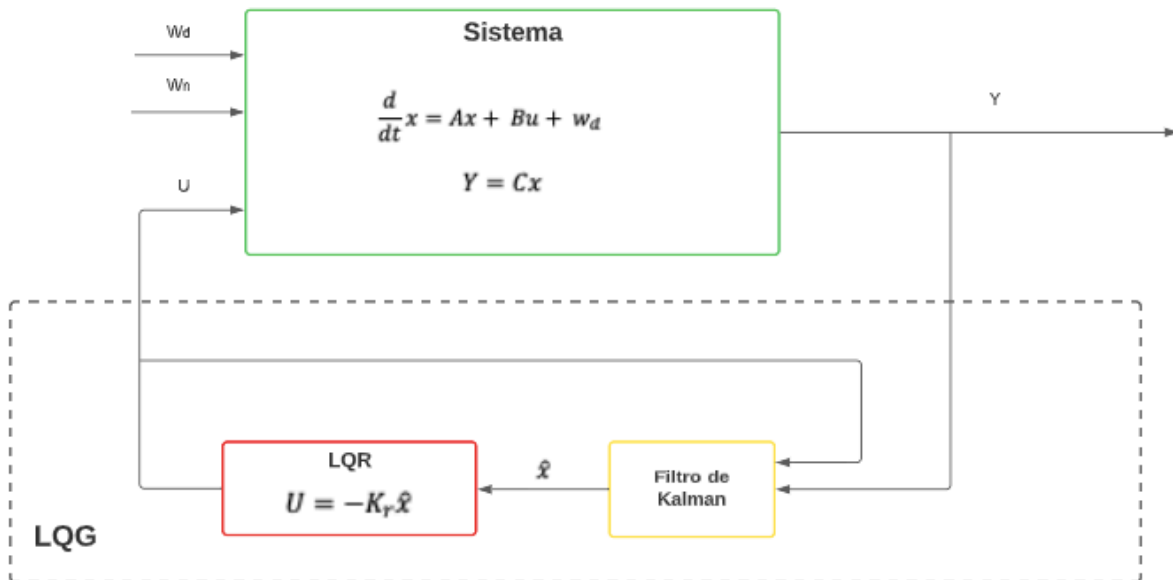 Sistema
Wd
Wn
d/dt x = Ax + Bu + w_d
Y
Y = Cx
U
LQR
U = −K_r x̂
x̂
Filtro de
Kalman
LQG